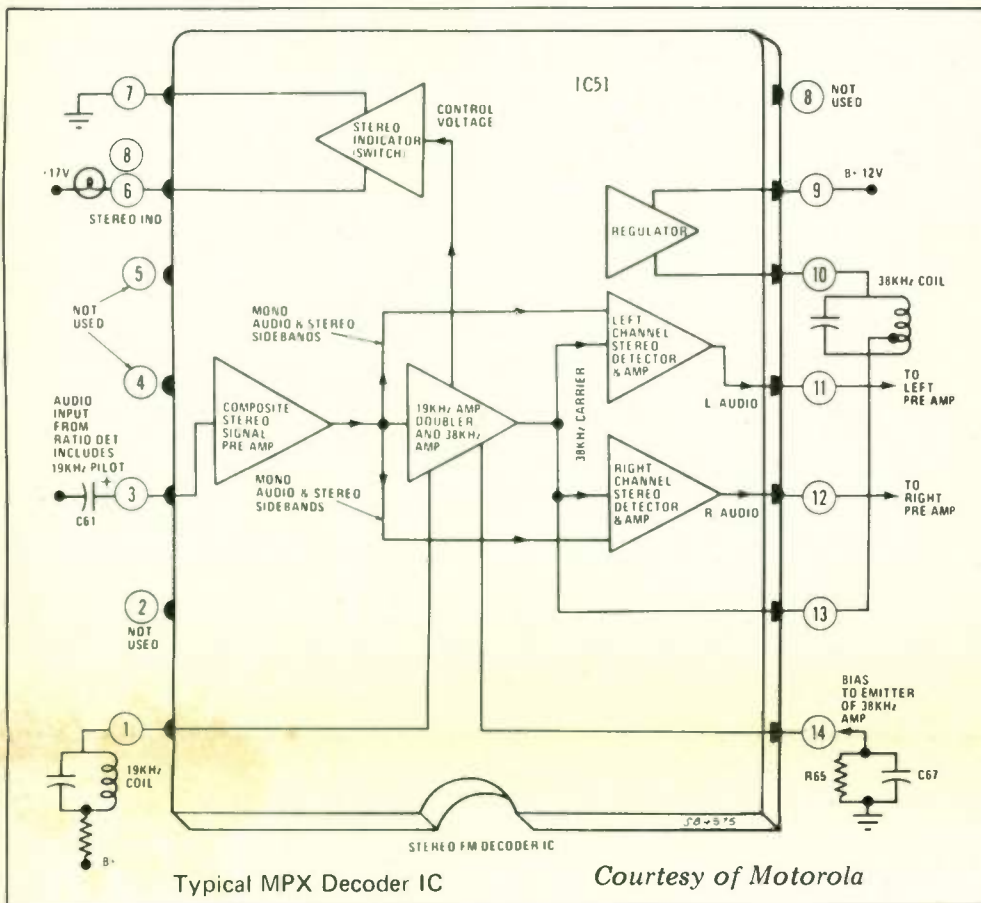 IC51
7
STEREO
INDICATOR
(SWITCH)
CONTROL
VOLTAGE
8
NOT
USED
8
17V
6
STEREO IND
9
B+ 12V
REGULATOR
5
10
38KHz COIL
NOT
USED
MONO
AUDIO & STEREO
SIDEBANDS
LEFT
CHANNEL
STEREO
DETECTOR
& AMP
4
11
TO
LEFT
PRE AMP
L AUDIO
AUDIO
INPUT
FROM
RATIO DET
INCLUDES
19KHz PILOT
COMPOSITE
STEREO
SIGNAL
PRE AMP
19KHz AMP
DOUBLER
AND 38KHz
AMP
38KHz CARRIER
3
+
C61
MONO
AUDIO & STEREO
SIDEBANDS
RIGHT
CHANNEL
STEREO
DETECTOR
& AMP
R AUDIO
12
TO
RIGHT
PRE AMP
2
NOT
USED
13
1
19KHz
COIL
B+
BIAS
TO EMITTER
OF 38KHz
AMP
14
R65
C67
STEREO FM DECODER IC
Typical MPX Decoder IC
Courtesy of Motorola